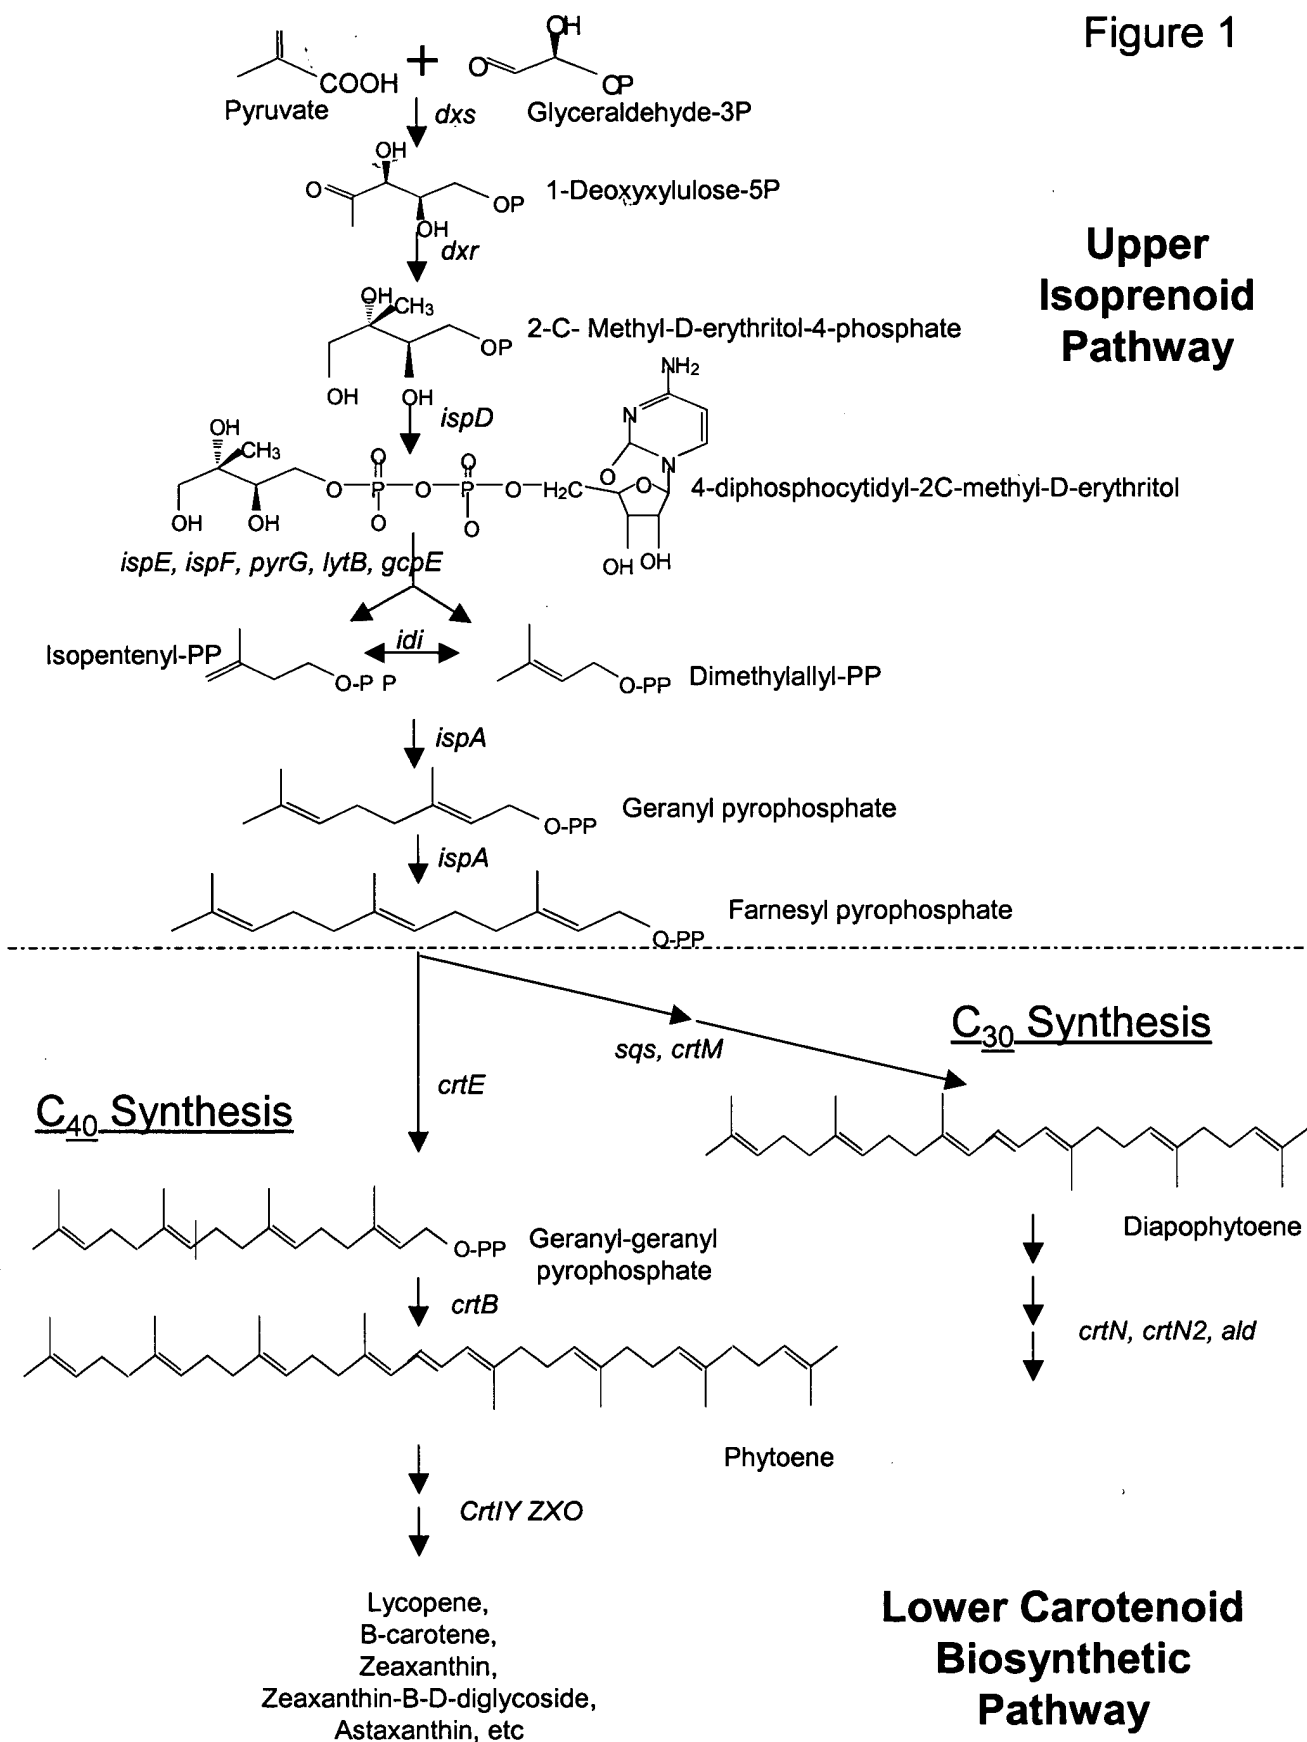 Figure 1
OH
+
O
COOH
OP
Pyruvate
dxs
Glyceraldehyde-3P
OH
O
1-Deoxyxylulose-5P
OP
OH
dxr
Upper
Isoprenoid
Pathway
OH
CH3
2-C- Methyl-D-erythritol-4-phosphate
OP
NH2
OH
OH
ispD
N
OH
CH3
O
O
N
O
O
P
O
P
O
H2C
O
4-diphosphocytidyl-2C-methyl-D-erythritol
OH
OH
O
O
OH
OH
ispE, ispF, pyrG, lytB, gcpE
idi
Isopentenyl-PP
O-P P
O-PP
Dimethylallyl-PP
ispA
Geranyl pyrophosphate
O-PP
ispA
Farnesyl pyrophosphate
O-PP
C30 Synthesis
sqs, crtM
crtE
C40 Synthesis
Diapophytoene
O-PP
Geranyl-geranyl
pyrophosphate
crtB
crtN, crtN2, ald
Phytoene
CrtIY ZXO
Lycopene,
B-carotene,
Zeaxanthin,
Zeaxanthin-B-D-diglycoside,
Astaxanthin, etc
Lower Carotenoid
Biosynthetic
Pathway